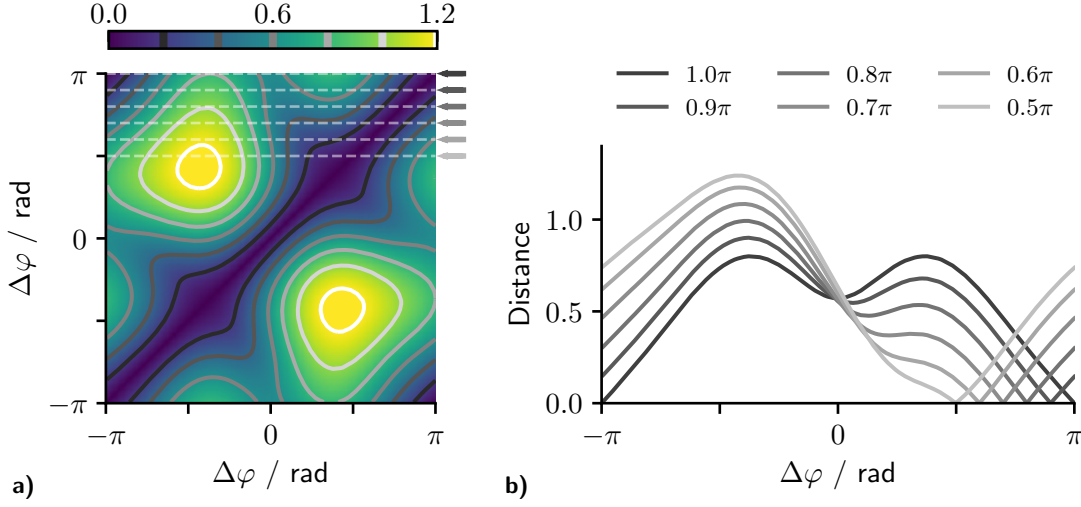 0.0 0.6 1.2
π
0
−π
Δφ / rad
−π 0 π
Δφ / rad
a)
1.0π 0.8π 0.6π
0.9π 0.7π 0.5π
1.0
0.5
0.0
Distance
−π 0 π
Δφ / rad
b)